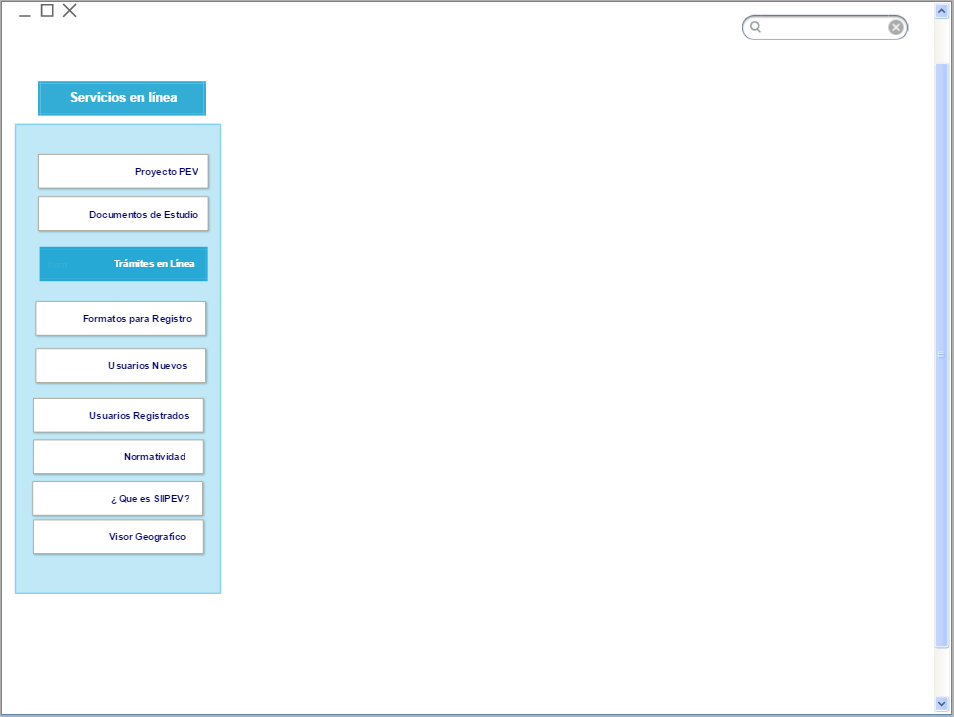 Servicios en línea
Proyecto PEV
Documentos de Estudio
Trámites en Línea
Formatos para Registro
Usuarios Nuevos
Usuarios Registrados
Normatividad
¿ Que es SIIPEV?
Visor Geografico